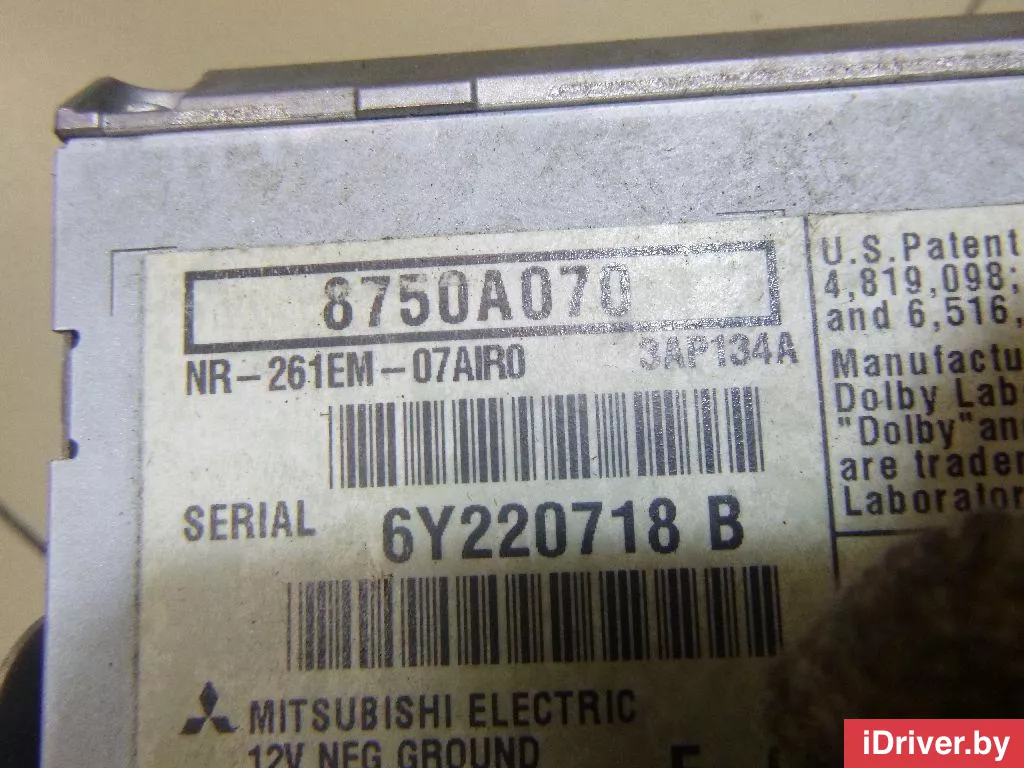 8750A070
NR-261EM-07AIR0
3AP134A
SERIAL 6Y220718 B
MITSUBISHI ELECTRIC
12V NEG GROUND
U.S. Patent
4,819,098;
and 6,516,
Manufactu
Dolby Lab
"Dolby" an
are trader
Laborator
iDriver.by